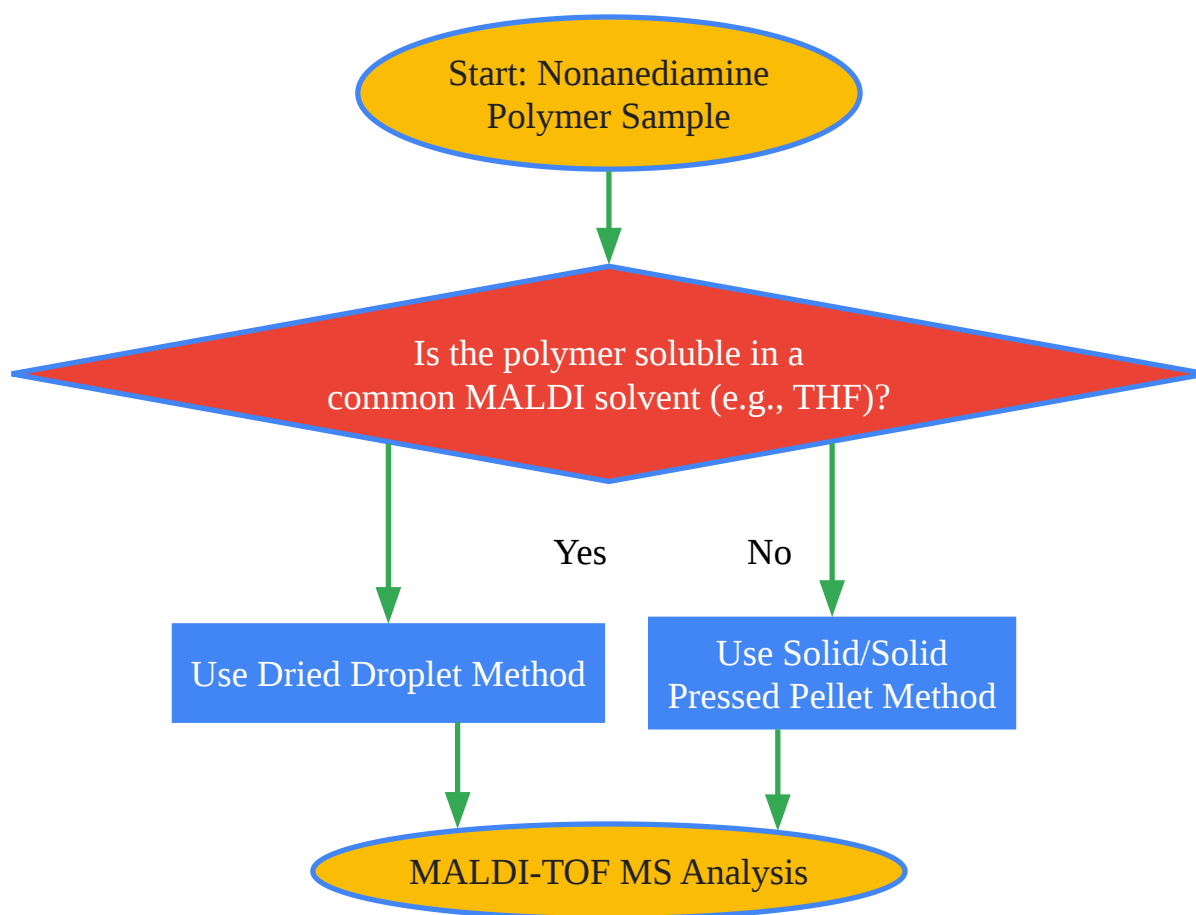 Start: Nonanediamine
Polymer Sample
Is the polymer soluble in a
common MALDI solvent (e.g., THF)?
Yes
No
Use Dried Droplet Method
Use Solid/Solid
Pressed Pellet Method
MALDI-TOF MS Analysis